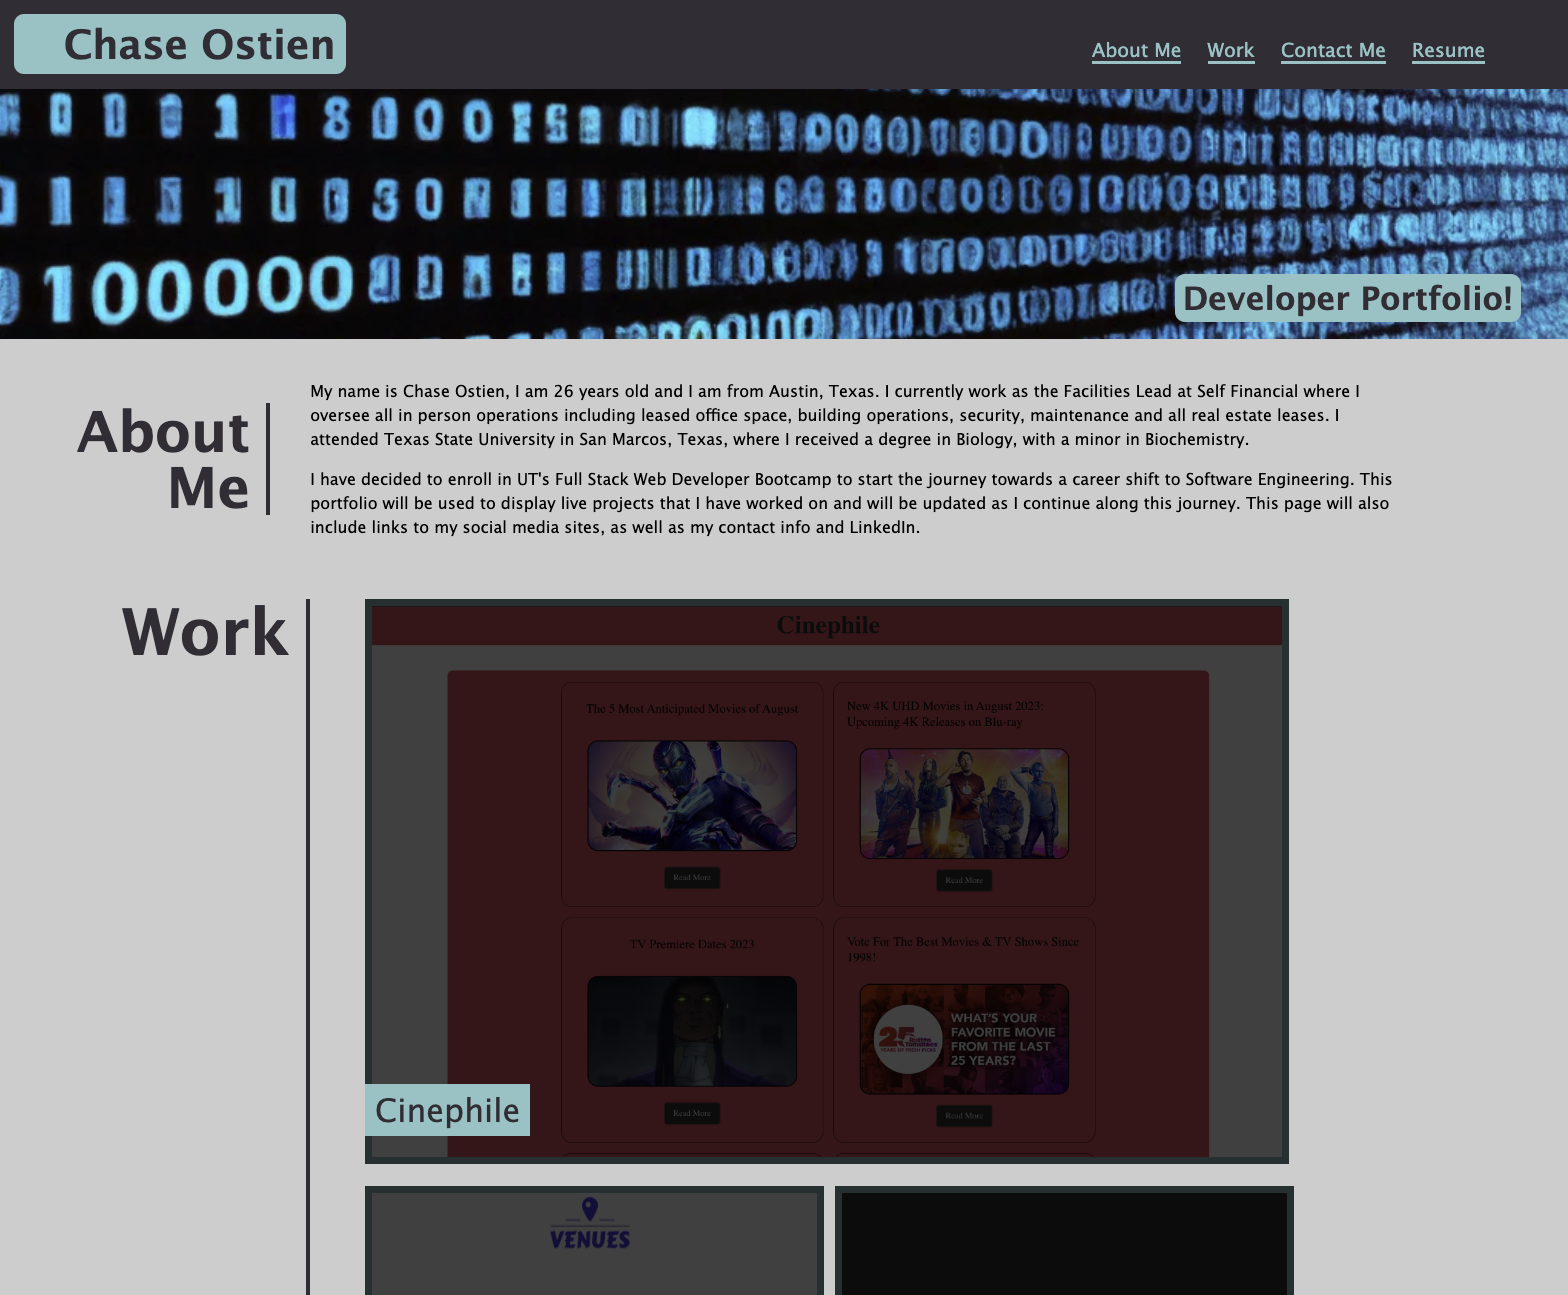 Chase Ostien
About Me Work Contact Me Resume
100000
Developer Portfolio!
About
Me
My name is Chase Ostien, I am 26 years old and I am from Austin, Texas. I currently work as the Facilities Lead at Self Financial where I
oversee all in person operations including leased office space, building operations, security, maintenance and all real estate leases. I
attended Texas State University in San Marcos, Texas, where I received a degree in Biology, with a minor in Biochemistry.
I have decided to enroll in UT's Full Stack Web Developer Bootcamp to start the journey towards a career shift to Software Engineering. This
portfolio will be used to display live projects that I have worked on and will be updated as I continue along this journey. This page will also
include links to my social media sites, as well as my contact info and LinkedIn.
Work
Cinephile
The 5 Most Anticipated Movies of August
New 4K UHD Movies in August 2023:
Upcoming 4K Releases on Blu-ray
Read More
Read More
TV Premiere Dates 2023
Vote For The Best Movies & TV Shows Since
1998!
25
WHAT'S YOUR
FAVORITE MOVIE
FROM THE LAST
25 YEARS?
Read More
Read More
Cinephile
VENUES